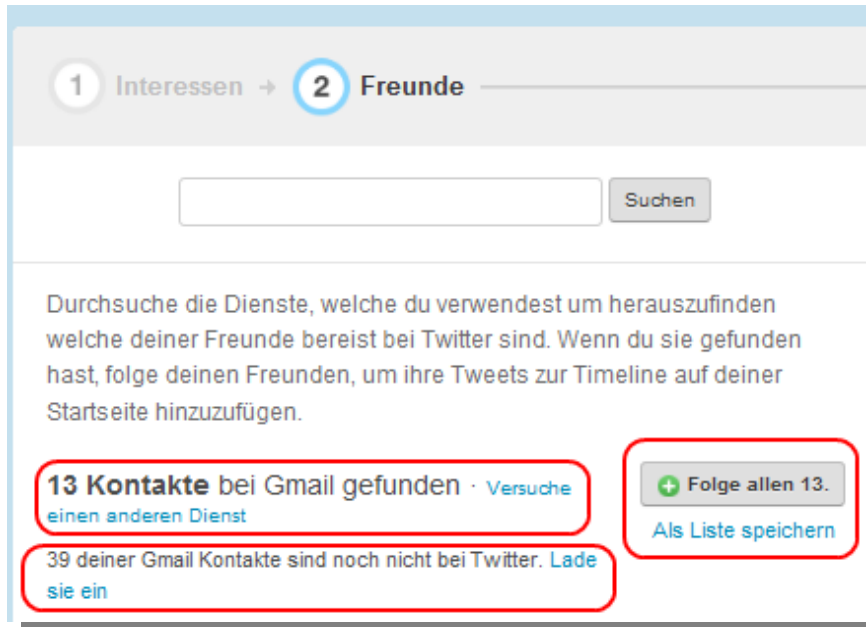 1 Interessen → 2 Freunde
Suchen
Durchsuche die Dienste, welche du verwendest um herauszufinden
welche deiner Freunde bereist bei Twitter sind. Wenn du sie gefunden
hast, folge deinen Freunden, um ihre Tweets zur Timeline auf deiner
Startseite hinzuzufügen.
13 Kontakte bei Gmail gefunden · Versuche
einen anderen Dienst
Folge allen 13.
Als Liste speichern
39 deiner Gmail Kontakte sind noch nicht bei Twitter. Lade
sie ein